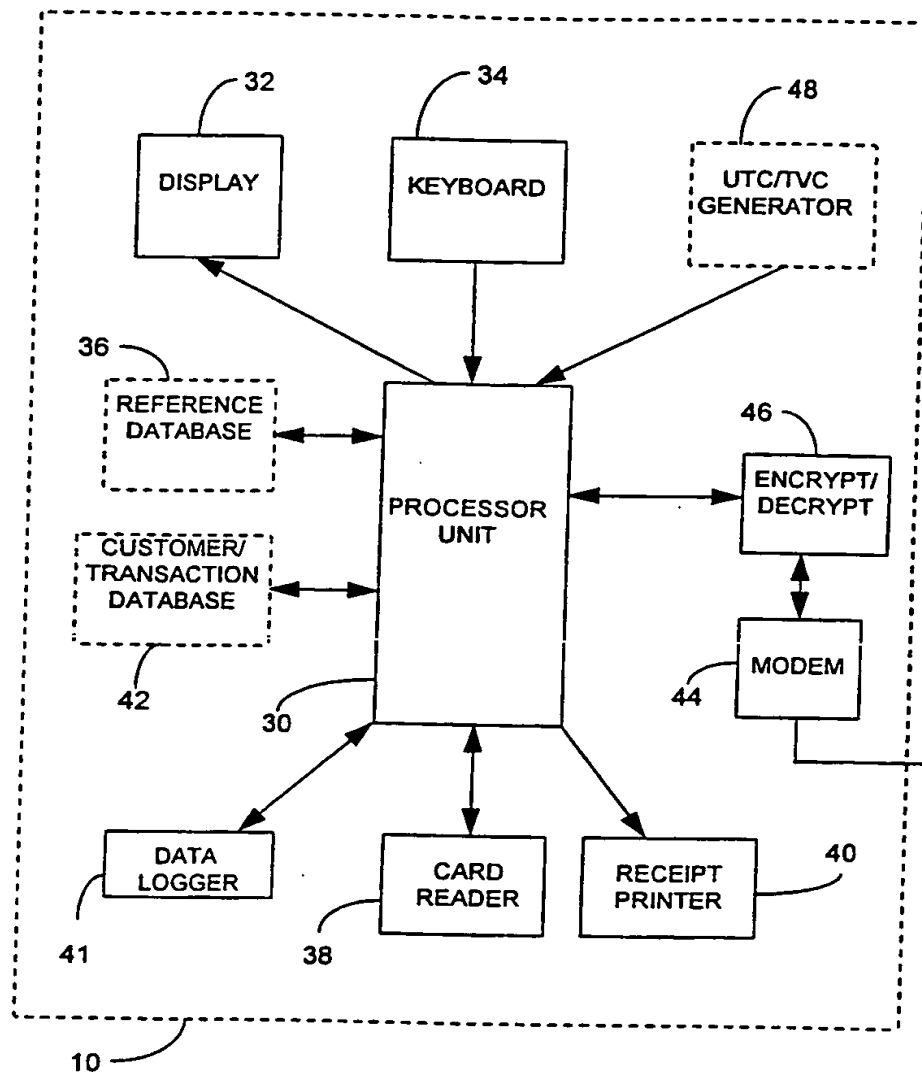 32
34
48
DISPLAY
KEYBOARD
UTC/TVC
GENERATOR
36
REFERENCE
DATABASE
46
ENCRYPT/
DECRYPT
PROCESSOR
UNIT
CUSTOMER/
TRANSACTION
DATABASE
42
30
44
MODEM
DATA
LOGGER
41
CARD
READER
38
RECEIPT
PRINTER
40
10